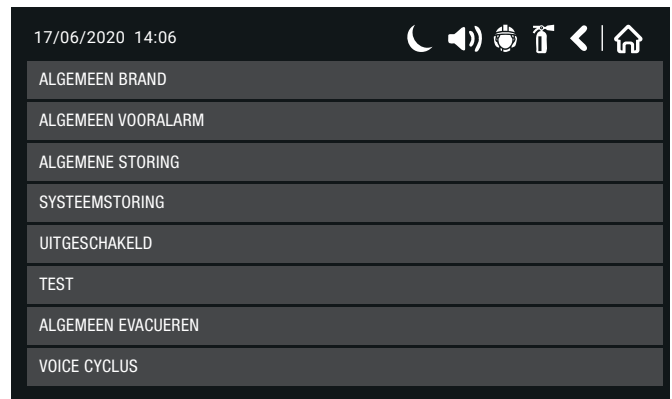 17/06/2020 14:06
ALGEMEEN BRAND
ALGEMEEN VOORALARM
ALGEMENE STORING
SYSTEEMSTORING
UITGESCHAKELD
TEST
ALGEMEEN EVACUEREN
VOICE CYCLUS